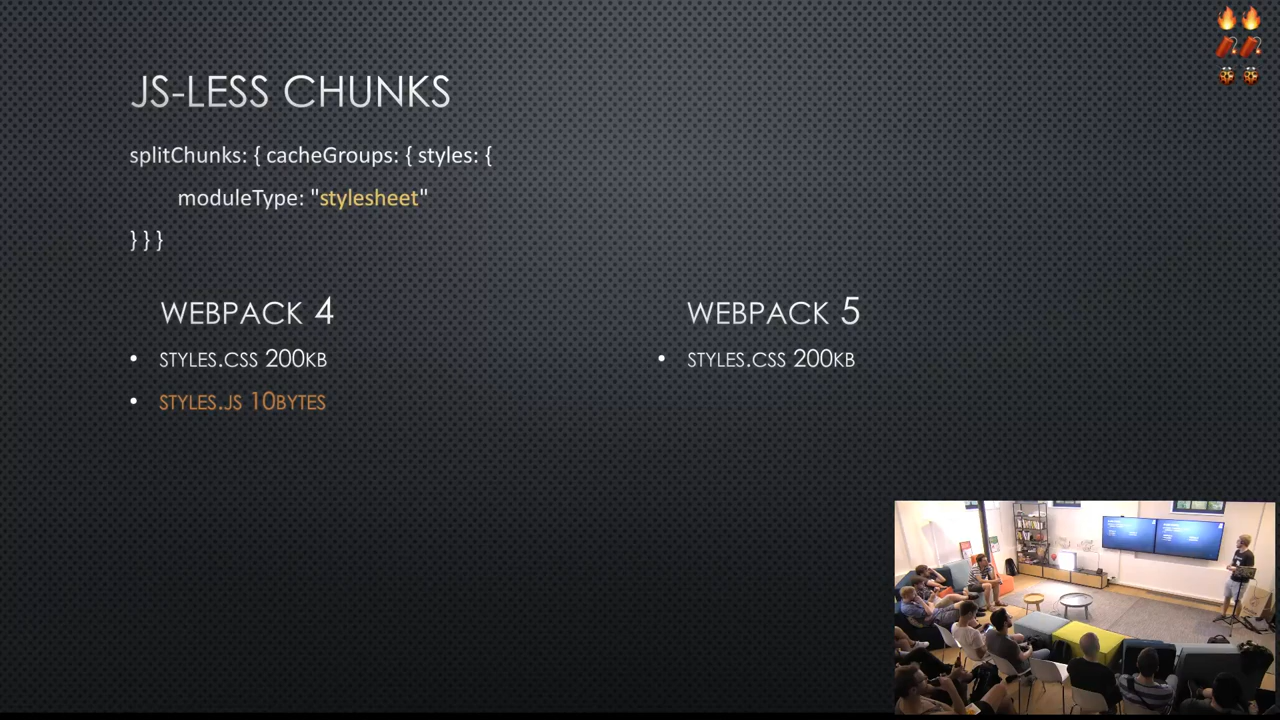 JS-LESS CHUNKS
splitChunks: { cacheGroups: { styles: {
moduleType: "stylesheet"
} } }
WEBPACK 4
• STYLES.CSS 200KB
• STYLES.JS 10BYTES
WEBPACK 5
• STYLES.CSS 200KB